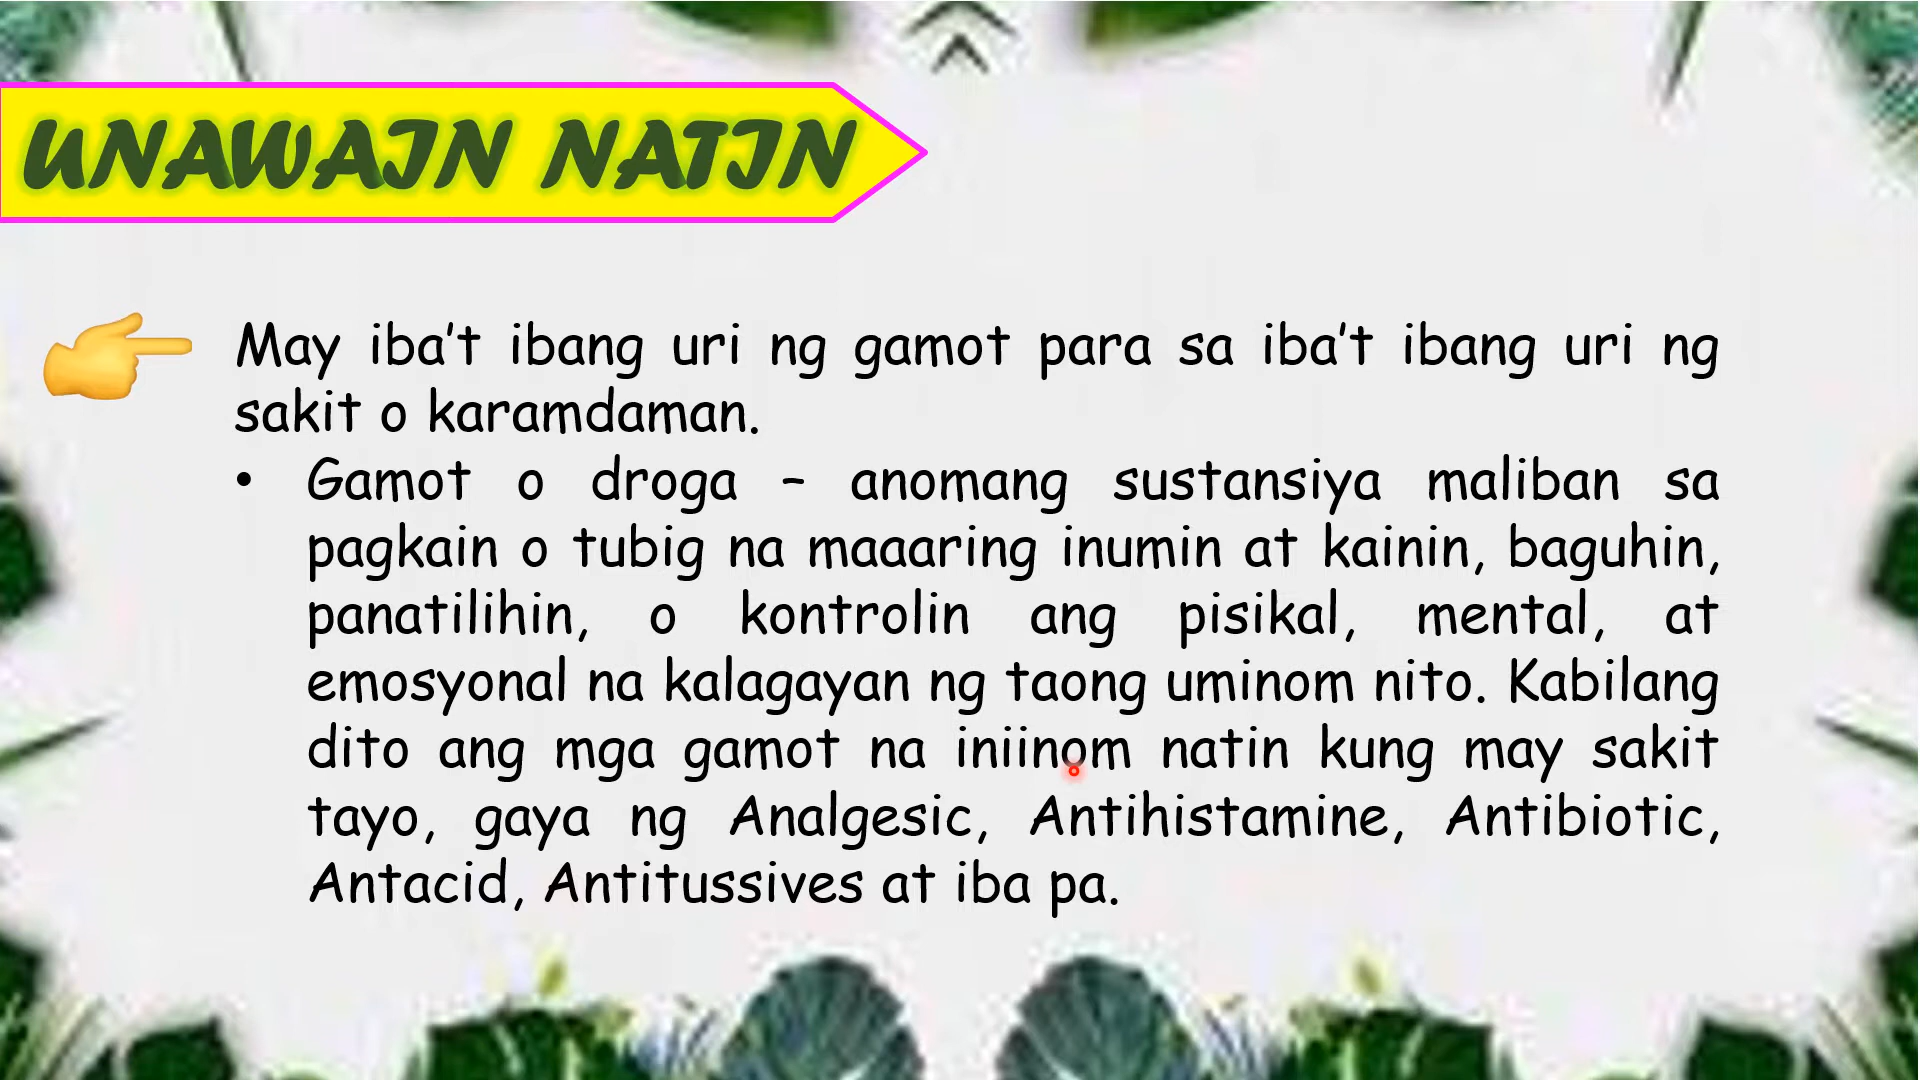 UNAWAIN NATIN
May iba't ibang uri ng gamot para sa iba't ibang uri ng
sakit o karamdaman.
• Gamot o droga – anomang sustansiya maliban sa
pagkain o tubig na maaaring inumin at kainin, baguhin,
panatilihin, o kontrolin ang pisikal, mental, at
emosyonal na kalagayan ng taong uminom nito. Kabilang
dito ang mga gamot na iniinom natin kung may sakit
tayo, gaya ng Analgesic, Antihistamine, Antibiotic,
Antacid, Antitussives at iba pa.